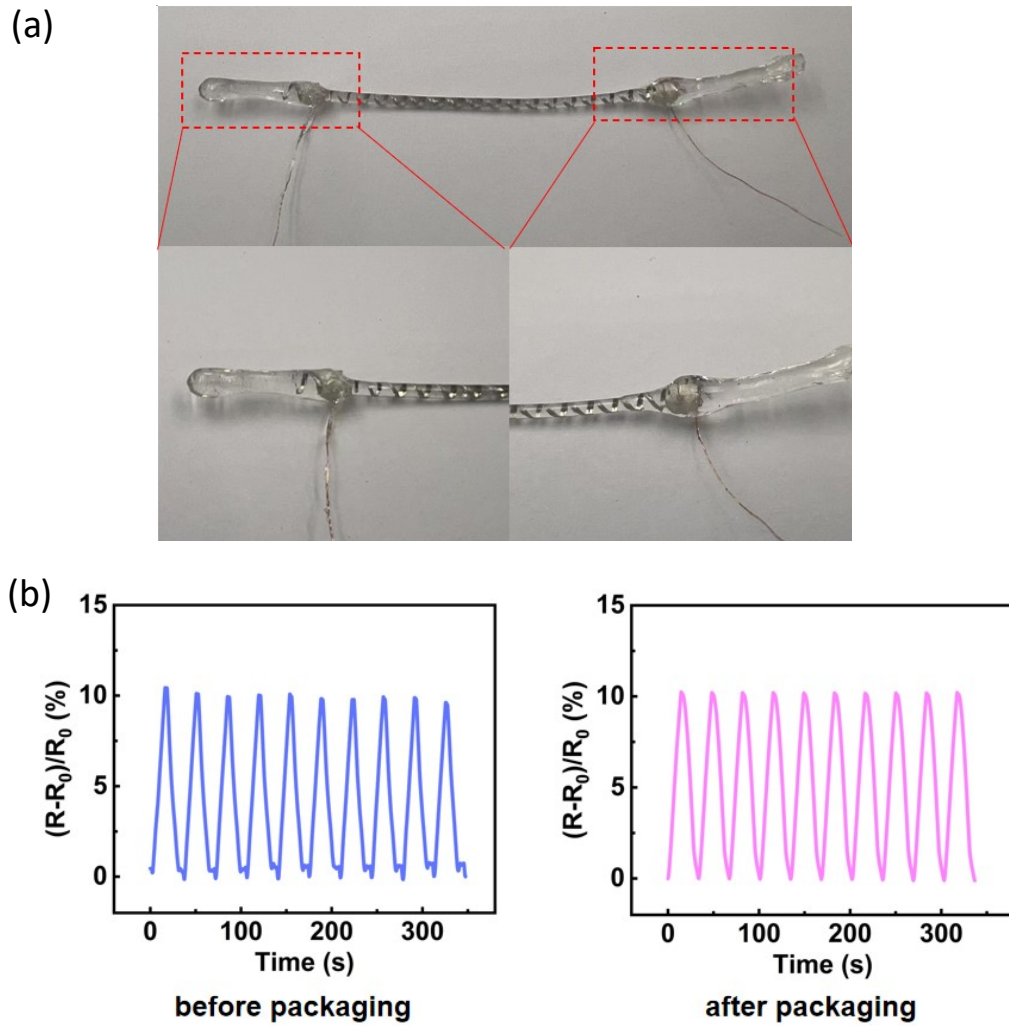 (a)
(b)
15
10
5
0
(R-R₀)/R₀ (%)
0 100 200 300
Time (s)
before packaging
15
10
5
0
(R-R₀)/R₀ (%)
0 100 200 300
Time (s)
after packaging